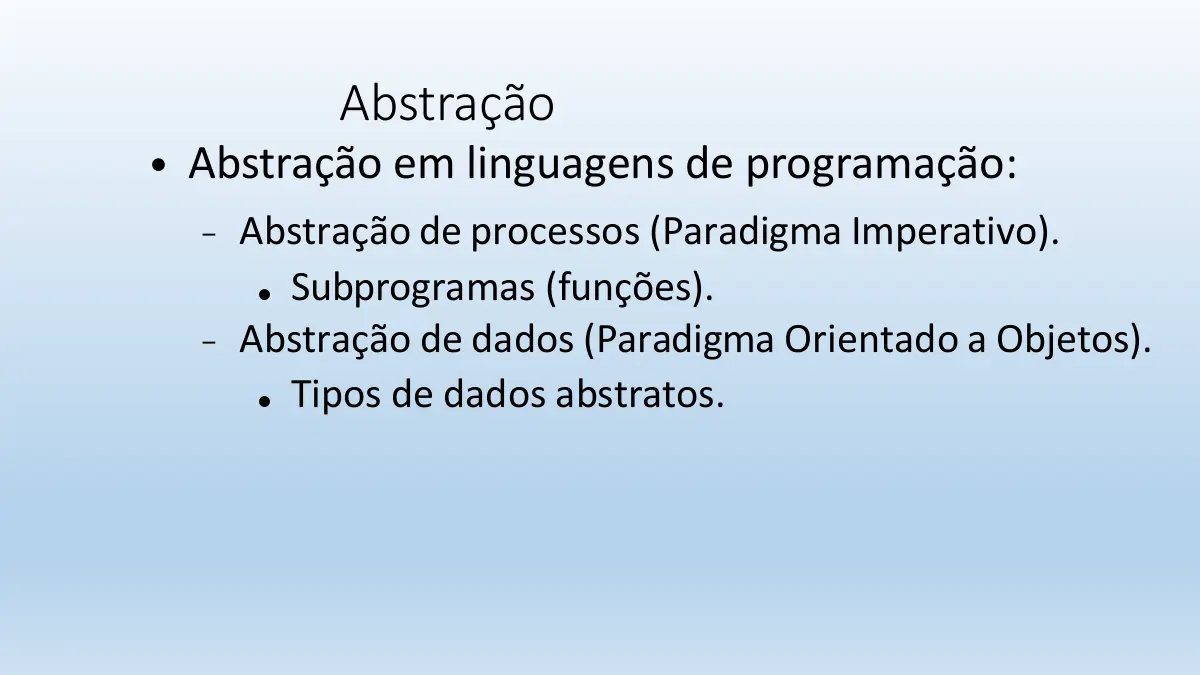 Abstração
• Abstração em linguagens de programação:
– Abstração de processos (Paradigma Imperativo).
• Subprogramas (funções).
– Abstração de dados (Paradigma Orientado a Objetos).
• Tipos de dados abstratos.